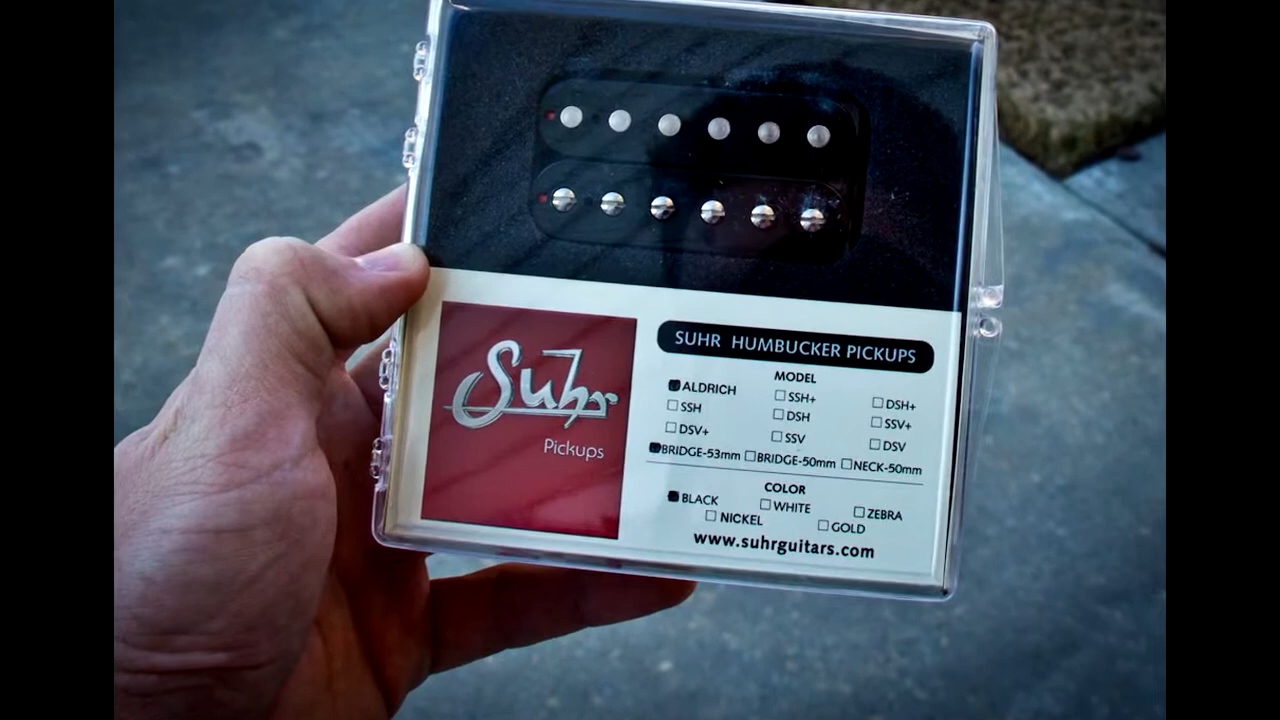 Suhr
Pickups
SUHR HUMBUCKER PICKUPS
MODEL
ALDRICH SSH+ DSH+
SSH DSH SSV+
DSV+ SSV DSV
BRIDGE-53mm BRIDGE-50mm NECK-50mm
COLOR
BLACK WHITE ZEBRA
NICKEL GOLD
www.suhrguitars.com